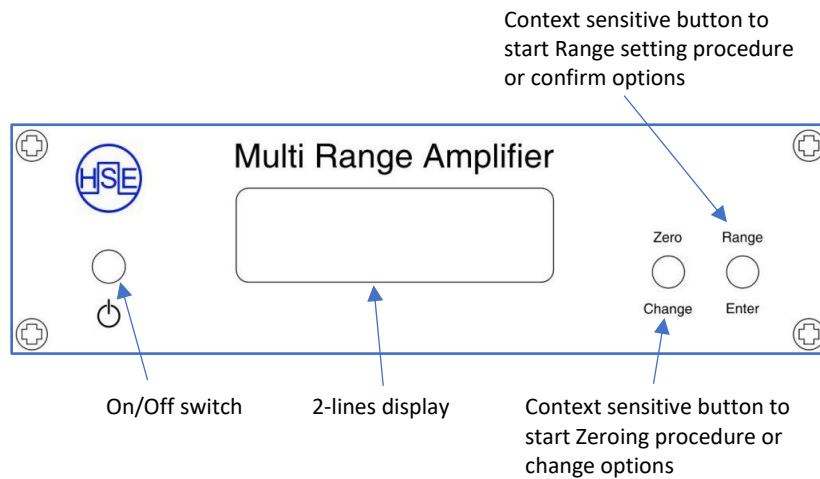 Context sensitive button to
start Range setting procedure
or confirm options
HSE
Multi Range Amplifier
Zero Range
Change Enter
On/Off switch
2-lines display
Context sensitive button to
start Zeroing procedure or
change options